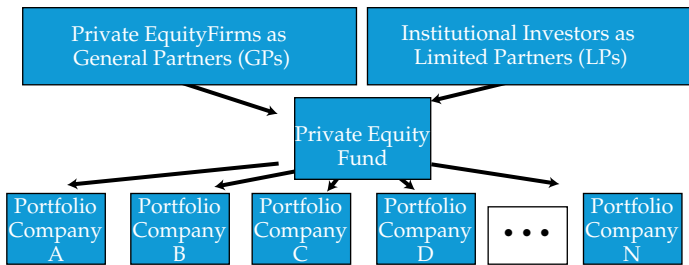 Private EquityFirms as
General Partners (GPs)
Institutional Investors as
Limited Partners (LPs)
Private Equity
Fund
Portfolio
Company
A
Portfolio
Company
B
Portfolio
Company
C
Portfolio
Company
D
• • •
Portfolio
Company
N